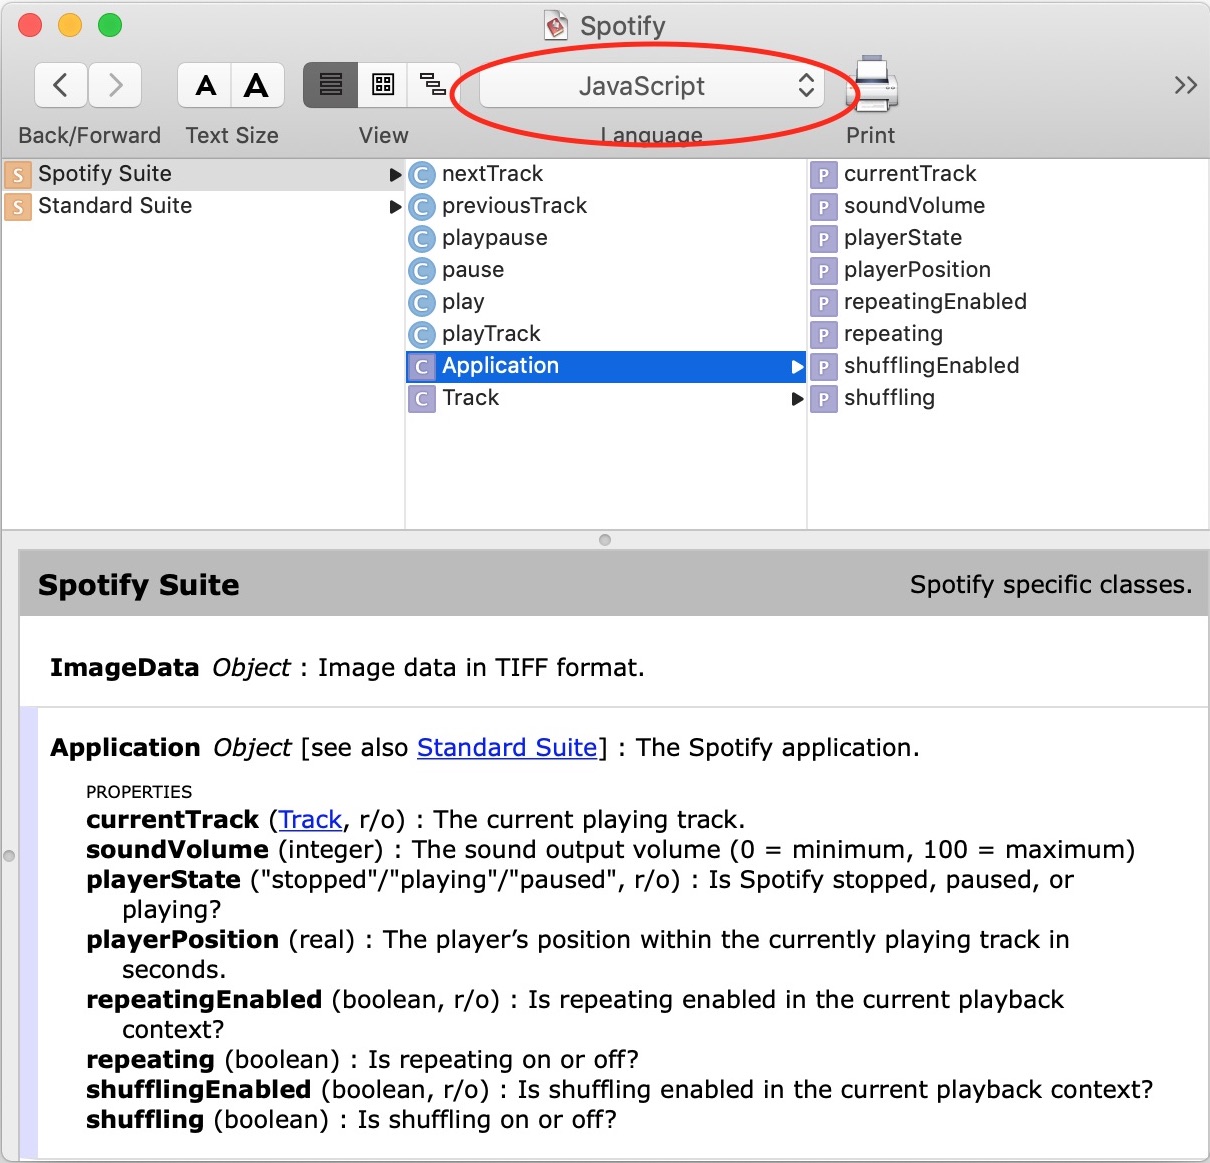 Spotify
A A
JavaScript
Back/Forward Text Size View Language Print
S Spotify Suite
S Standard Suite
C nextTrack
C previousTrack
C playpause
C pause
C play
C playTrack
C Application
C Track
P currentTrack
P soundVolume
P playerState
P playerPosition
P repeatingEnabled
P repeating
P shufflingEnabled
P shuffling
Spotify Suite Spotify specific classes.
ImageData Object : Image data in TIFF format.
Application Object [see also Standard Suite] : The Spotify application.
PROPERTIES
currentTrack (Track, r/o) : The current playing track.
soundVolume (integer) : The sound output volume (0 = minimum, 100 = maximum)
playerState ("stopped"/"playing"/"paused", r/o) : Is Spotify stopped, paused, or
playing?
playerPosition (real) : The player’s position within the currently playing track in
seconds.
repeatingEnabled (boolean, r/o) : Is repeating enabled in the current playback
context?
repeating (boolean) : Is repeating on or off?
shufflingEnabled (boolean, r/o) : Is shuffling enabled in the current playback context?
shuffling (boolean) : Is shuffling on or off?